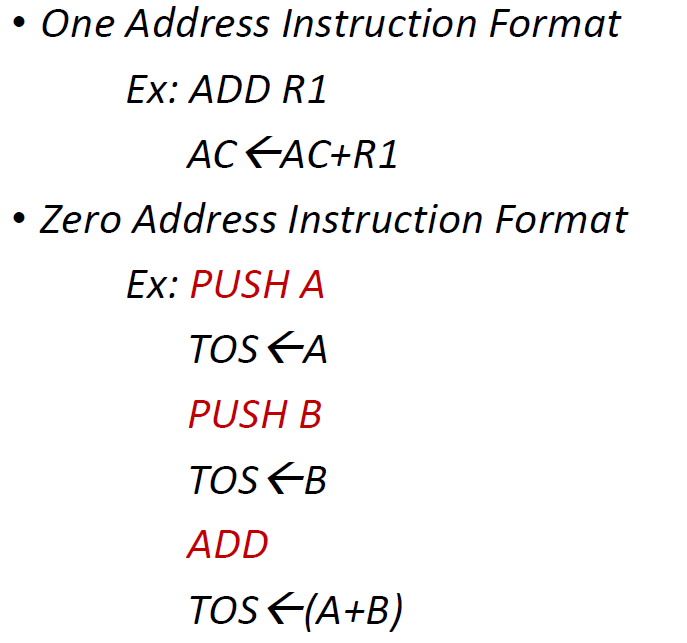 • One Address Instruction Format
Ex: ADD R1
AC←AC+R1
• Zero Address Instruction Format
Ex: PUSH A
TOS←A
PUSH B
TOS←B
ADD
TOS←(A+B)